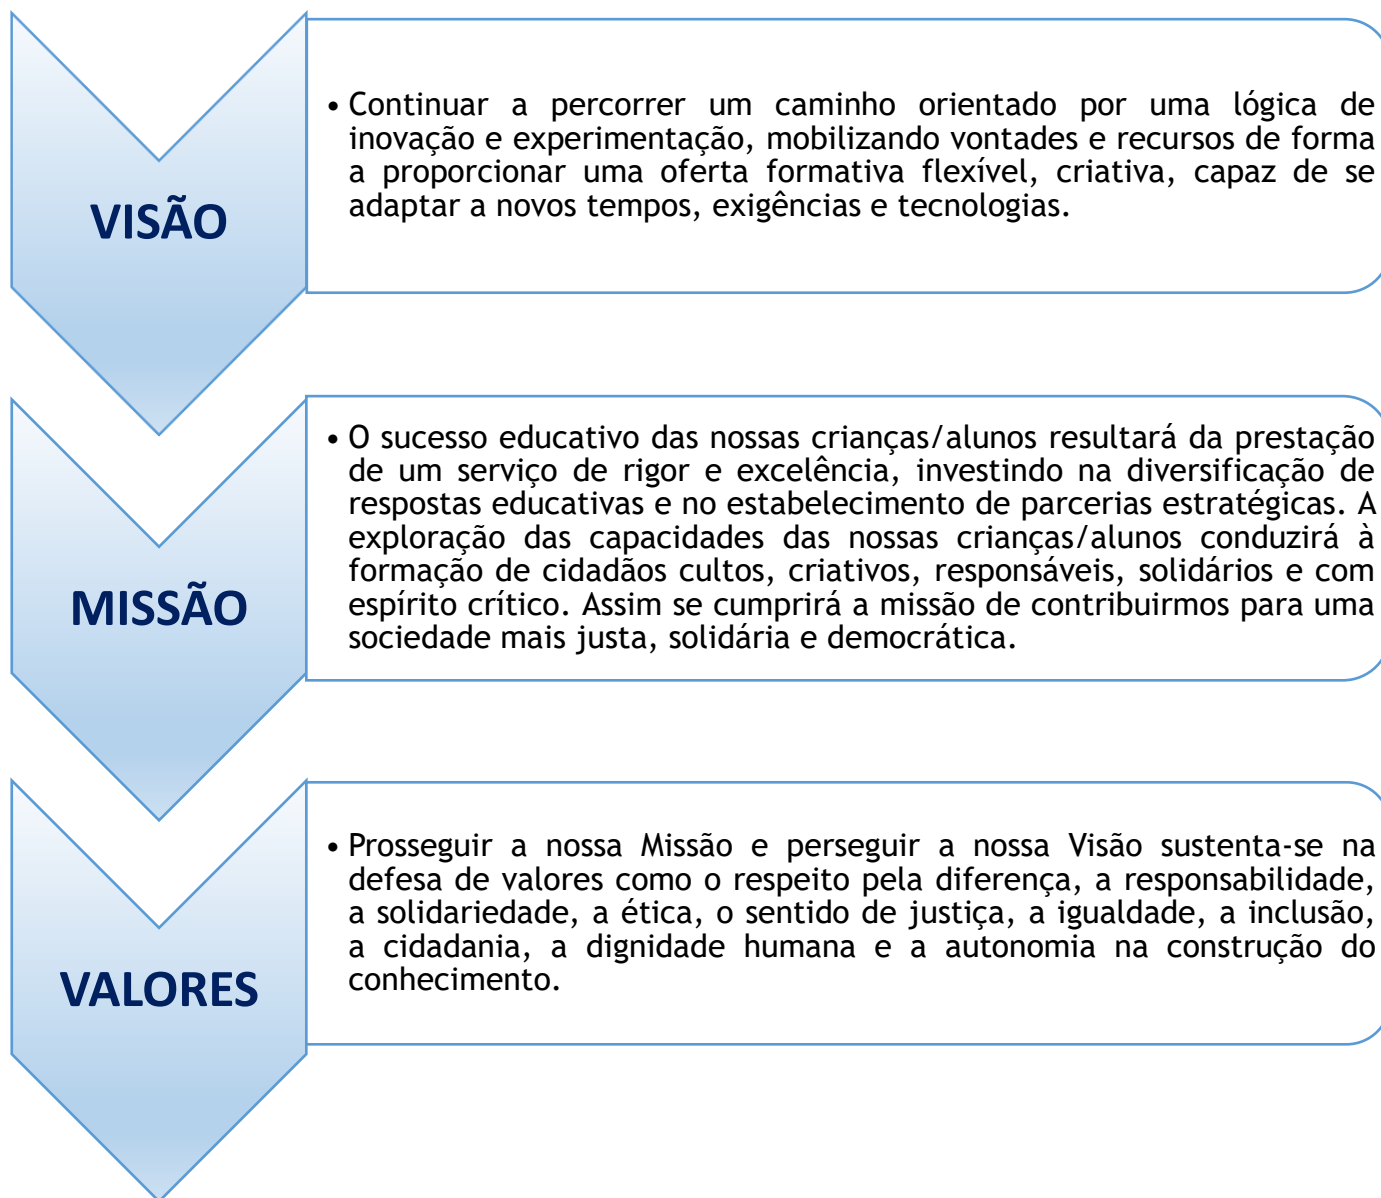 VISÃO
• Continuar a percorrer um caminho orientado por uma lógica de
inovação e experimentação, mobilizando vontades e recursos de forma
a proporcionar uma oferta formativa flexível, criativa, capaz de se
adaptar a novos tempos, exigências e tecnologias.
MISSÃO
• O sucesso educativo das nossas crianças/alunos resultará da prestação
de um serviço de rigor e excelência, investindo na diversificação de
respostas educativas e no estabelecimento de parcerias estratégicas. A
exploração das capacidades das nossas crianças/alunos conduzirá à
formação de cidadãos cultos, criativos, responsáveis, solidários e com
espírito crítico. Assim se cumprirá a missão de contribuirmos para uma
sociedade mais justa, solidária e democrática.
VALORES
• Prosseguir a nossa Missão e perseguir a nossa Visão sustenta-se na
defesa de valores como o respeito pela diferença, a responsabilidade,
a solidariedade, a ética, o sentido de justiça, a igualdade, a inclusão,
a cidadania, a dignidade humana e a autonomia na construção do
conhecimento.